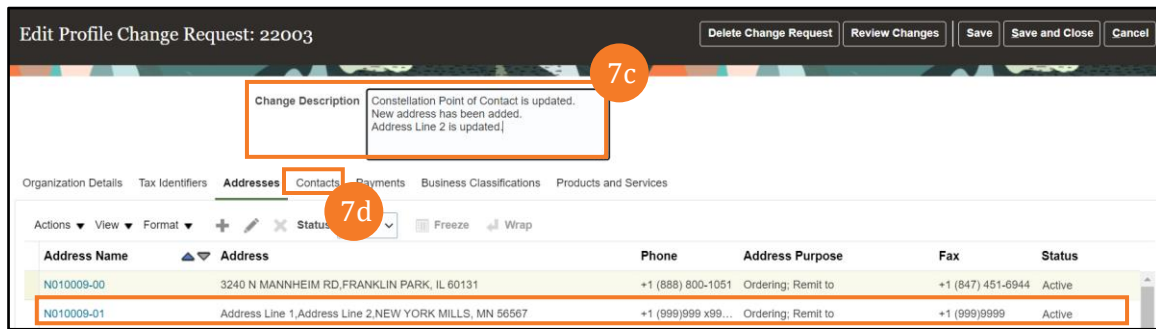 Edit Profile Change Request: 22003
Delete Change Request Review Changes Save Save and Close Cancel
7c
Change Description
Constellation Point of Contact is updated.
New address has been added.
Address Line 2 is updated.
Organization Details Tax Identifiers Addresses Contacts Payments Business Classifications Products and Services
7d
Actions View Format Status Freeze Wrap
Address Name Address Phone Address Purpose Fax Status
N010009-00 3240 N MANNHEIM RD,FRANKLIN PARK, IL 60131 +1 (888) 800-1051 Ordering; Remit to +1 (847) 451-6944 Active
N010009-01 Address Line 1,Address Line 2,NEW YORK MILLS, MN 56567 +1 (999)999 x99... Ordering; Remit to +1 (999)9999 Active